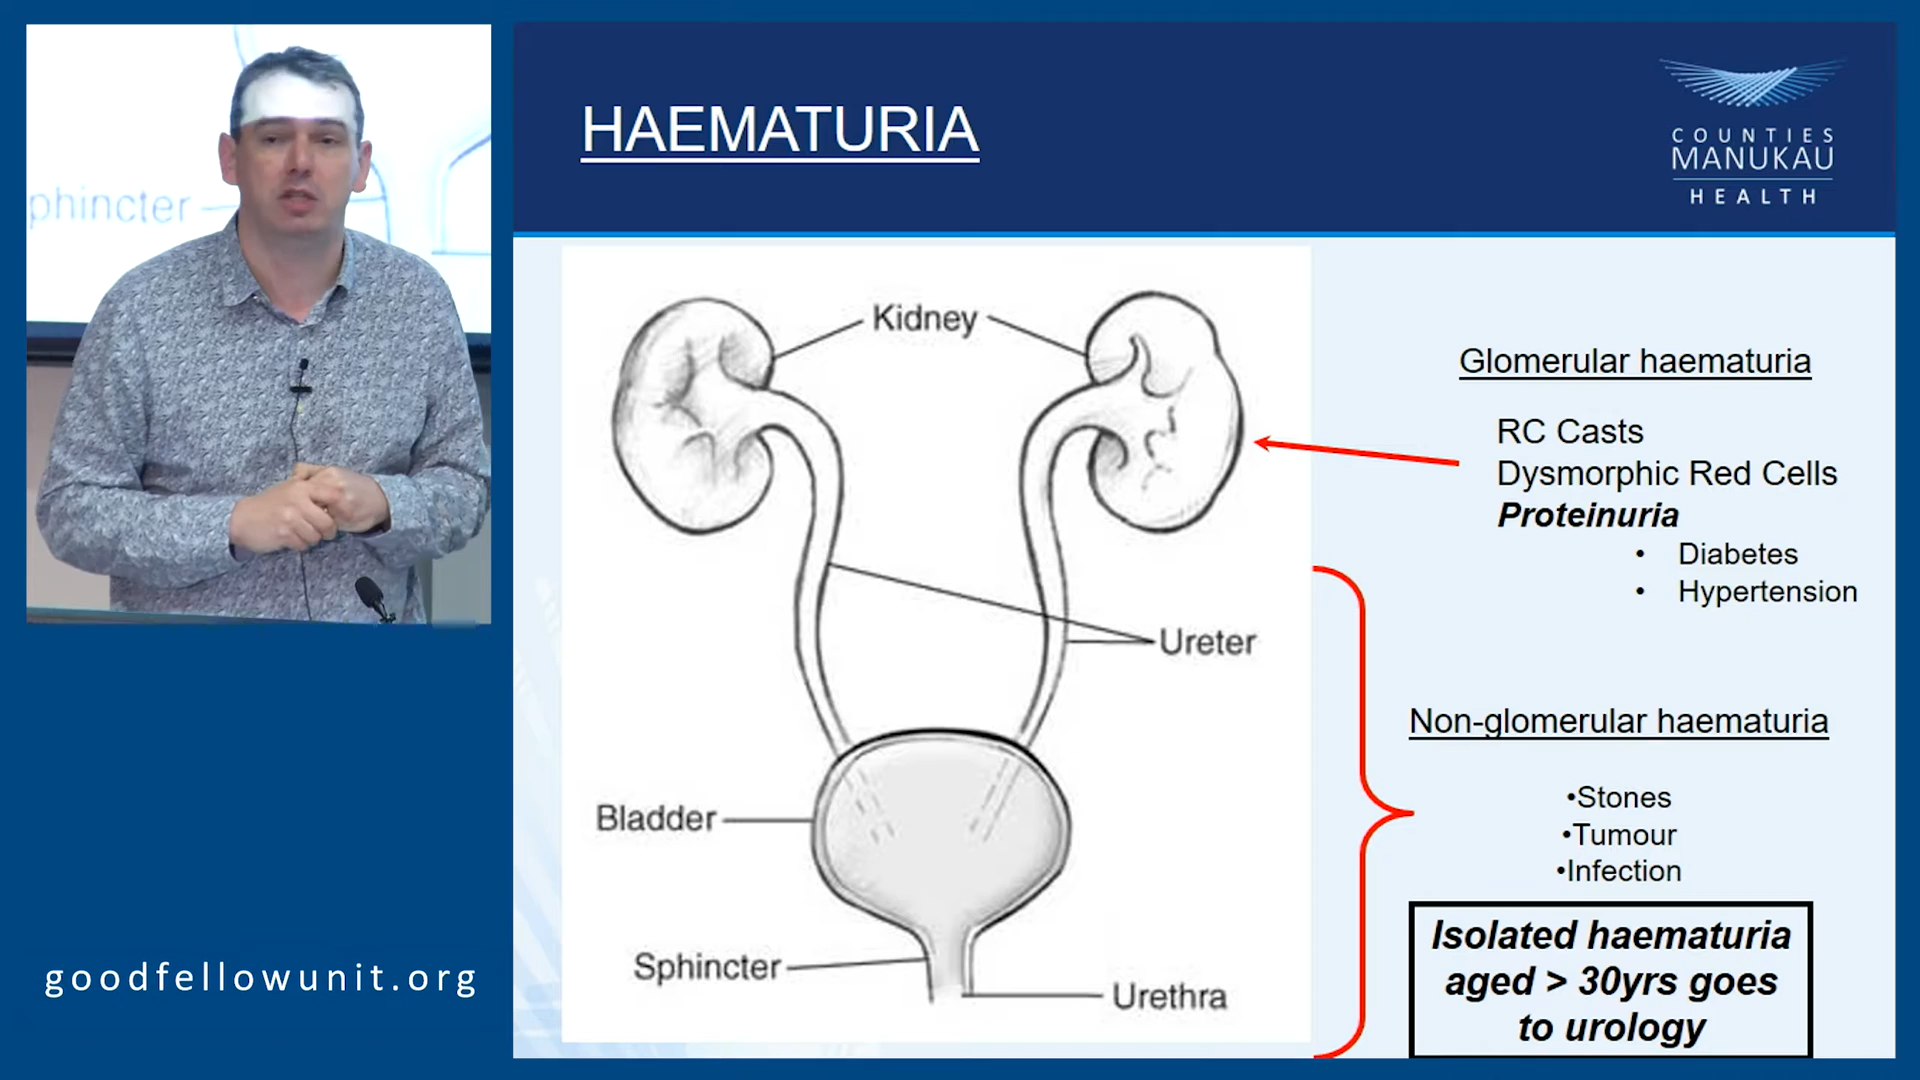 phincter
goodfellowunit.org
HAEMATURIA
COUNTIES
MANUKAU
HEALTH
Kidney
Ureter
Bladder
Sphincter
Urethra
Glomerular haematuria
RC Casts
Dysmorphic Red Cells
Proteinuria
• Diabetes
• Hypertension
Non-glomerular haematuria
•Stones
•Tumour
•Infection
Isolated haematuria
aged > 30yrs goes
to urology